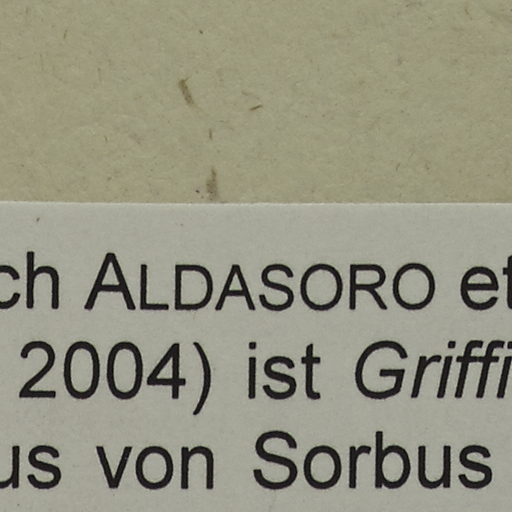 ch ALDASORO et
2004) ist Griffi
us von Sorbus